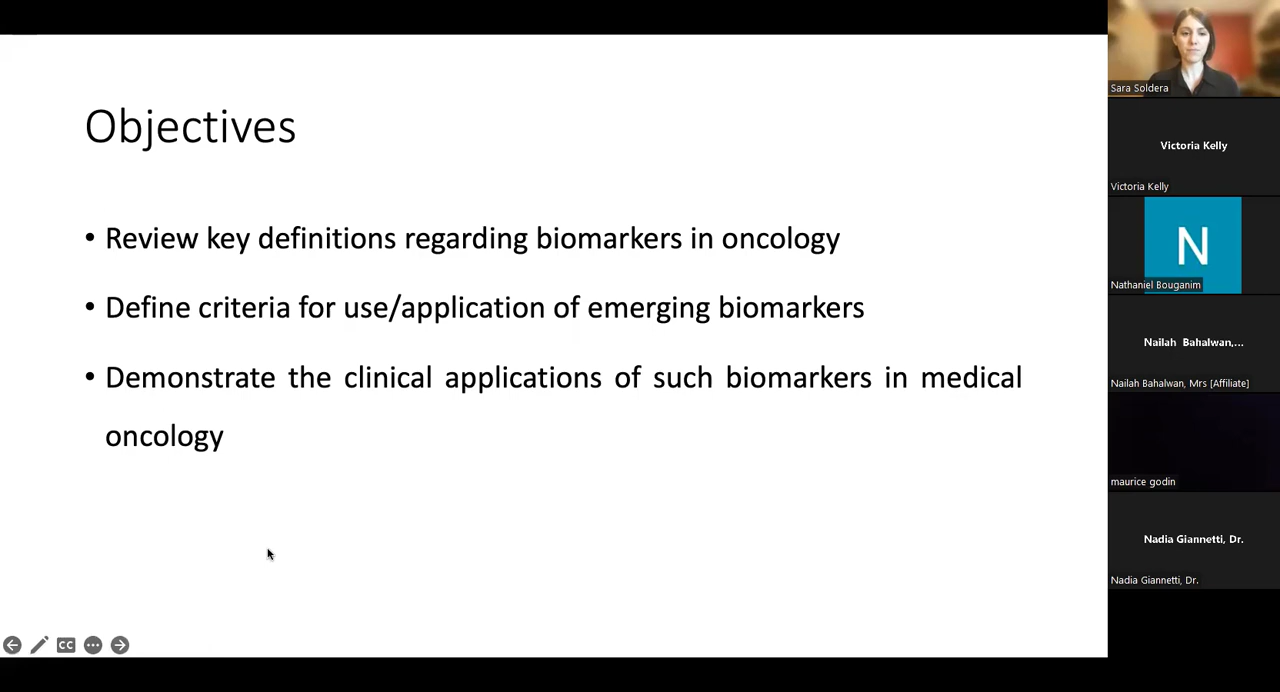 Objectives
• Review key definitions regarding biomarkers in oncology
• Define criteria for use/application of emerging biomarkers
• Demonstrate the clinical applications of such biomarkers in medical
oncology
CC
Sara Soldera
Victoria Kelly
Victoria Kelly
N
Nathaniel Bouganim
Nailah Bahalwan,...
Nailah Bahalwan, Mrs [Affiliate]
maurice godin
Nadia Giannetti, Dr.
Nadia Giannetti, Dr.